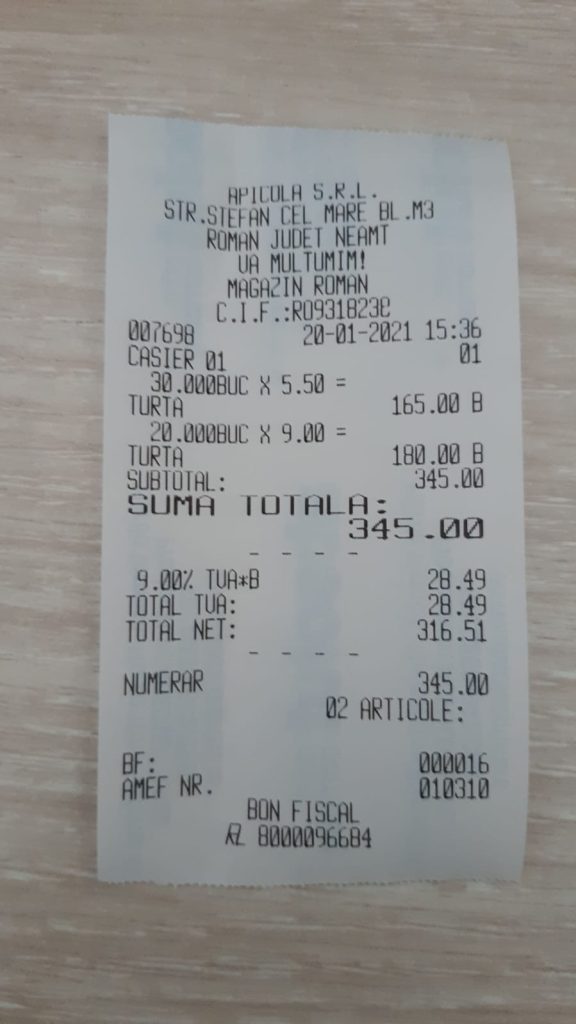 APICOLA S.R.L.
STR.STEFAN CEL MARE BL.M3
ROMAN JUDET NEAMT
VA MULTUMIM!
MAGAZIN ROMAN
C.I.F.:RO9318232
007698 20-01-2021 15:36
CASIER 01 01
30.000BUC X 5.50 =
TURTA 165.00 B
20.000BUC X 9.00 =
TURTA 180.00 B
SUBTOTAL: 345.00
SUMA TOTALA:
345.00
- - - -
9.00% TVA*B 28.49
TOTAL TVA: 28.49
TOTAL NET: 316.51
- - - -
NUMERAR 345.00
02 ARTICOLE:
BF: 000016
AMEF NR. 010310
BON FISCAL
8000096684